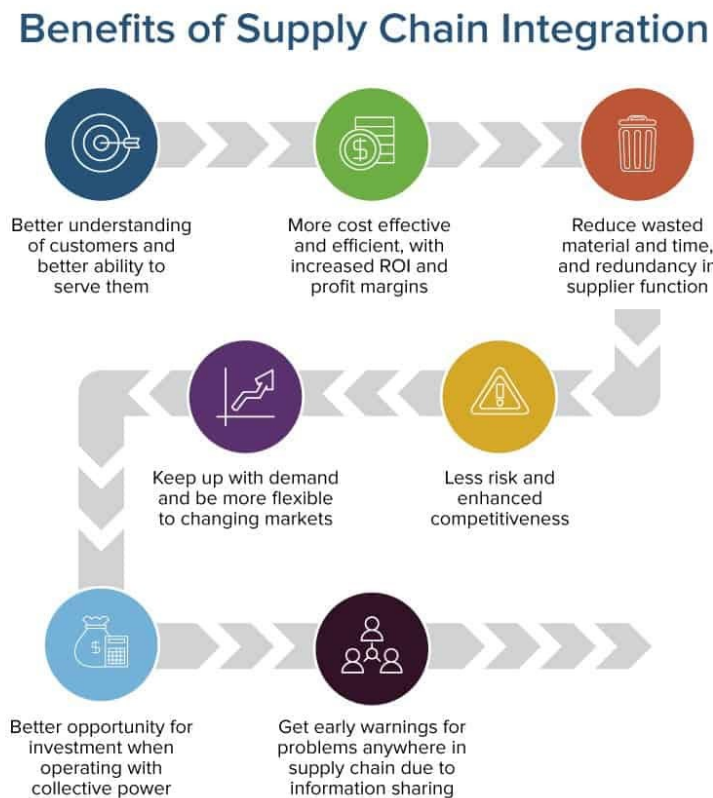 Benefits of Supply Chain Integration
Better understanding
of customers and
better ability to
serve them
More cost effective
and efficient, with
increased ROI and
profit margins
Reduce wasted
material and time,
and redundancy in
supplier function
Less risk and
enhanced
competitiveness
Keep up with demand
and be more flexible
to changing markets
Better opportunity for
investment when
operating with
collective power
Get early warnings for
problems anywhere in
supply chain due to
information sharing